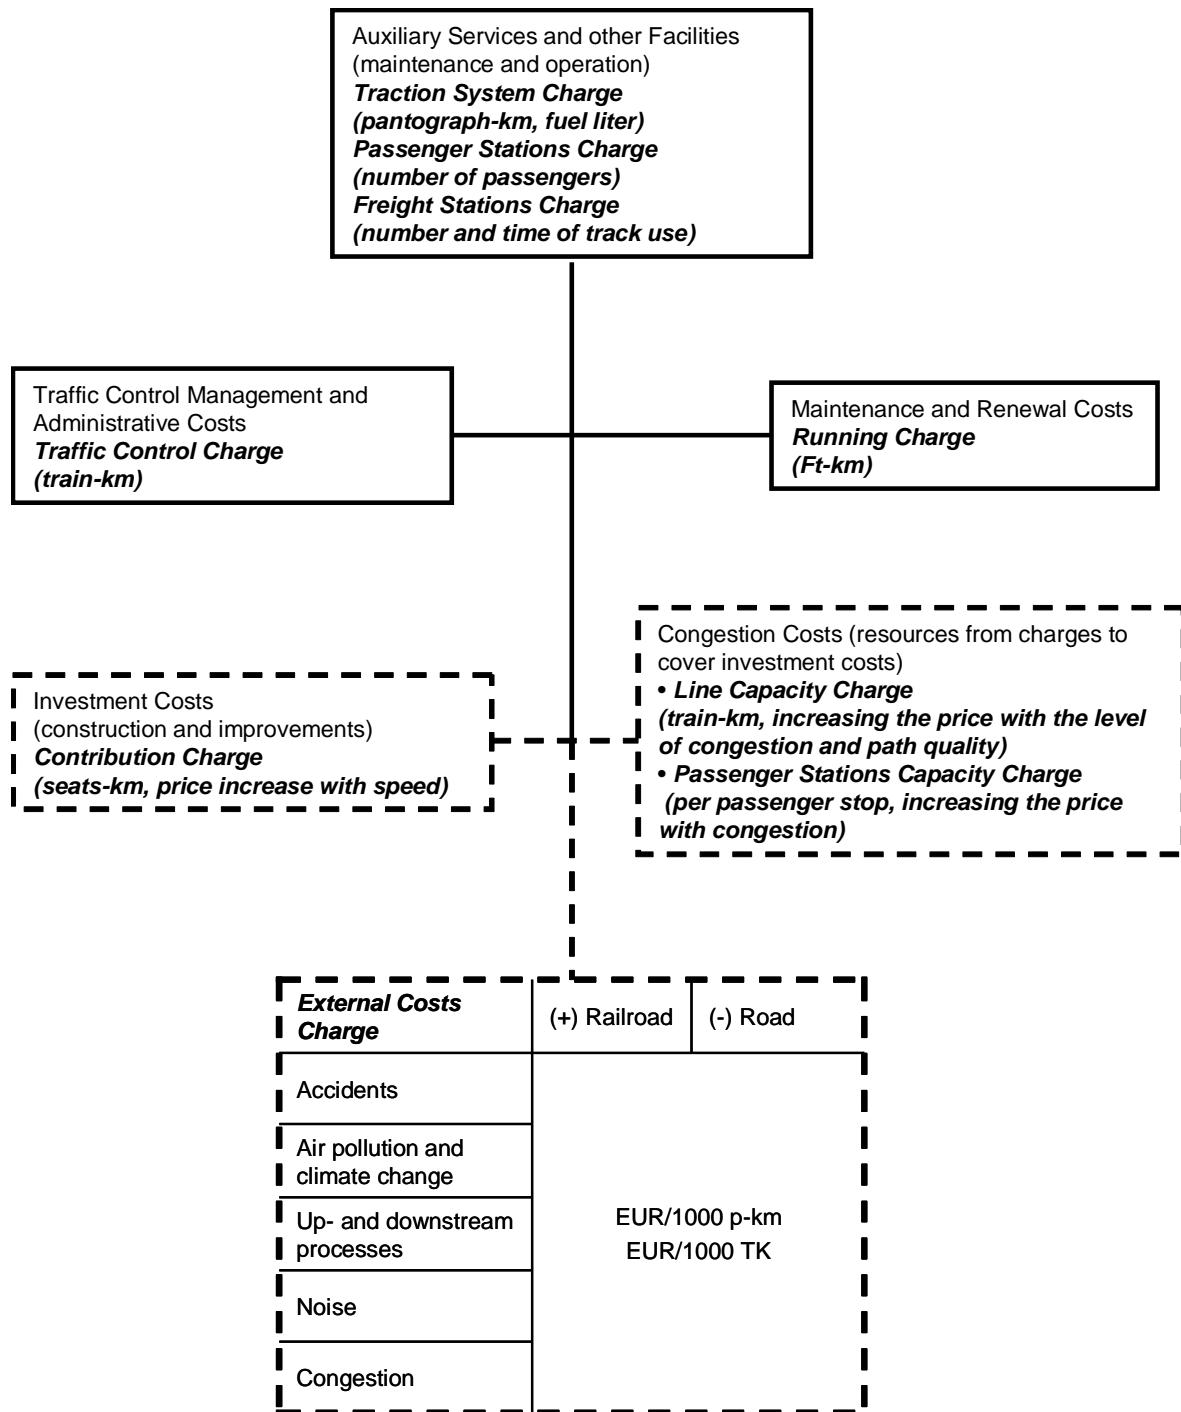 Auxiliary Services and other Facilities
(maintenance and operation)
Traction System Charge
(pantograph-km, fuel liter)
Passenger Stations Charge
(number of passengers)
Freight Stations Charge
(number and time of track use)
Traffic Control Management and
Administrative Costs
Traffic Control Charge
(train-km)
Maintenance and Renewal Costs
Running Charge
(Ft-km)
Investment Costs
(construction and improvements)
Contribution Charge
(seats-km, price increase with speed)
Congestion Costs (resources from charges to
cover investment costs)
• Line Capacity Charge
(train-km, increasing the price with the level
of congestion and path quality)
• Passenger Stations Capacity Charge
(per passenger stop, increasing the price
with congestion)
External Costs
Charge
(+) Railroad
(-) Road
Accidents
Air pollution and
climate change
Up- and downstream
processes
Noise
Congestion
EUR/1000 p-km
EUR/1000 TK